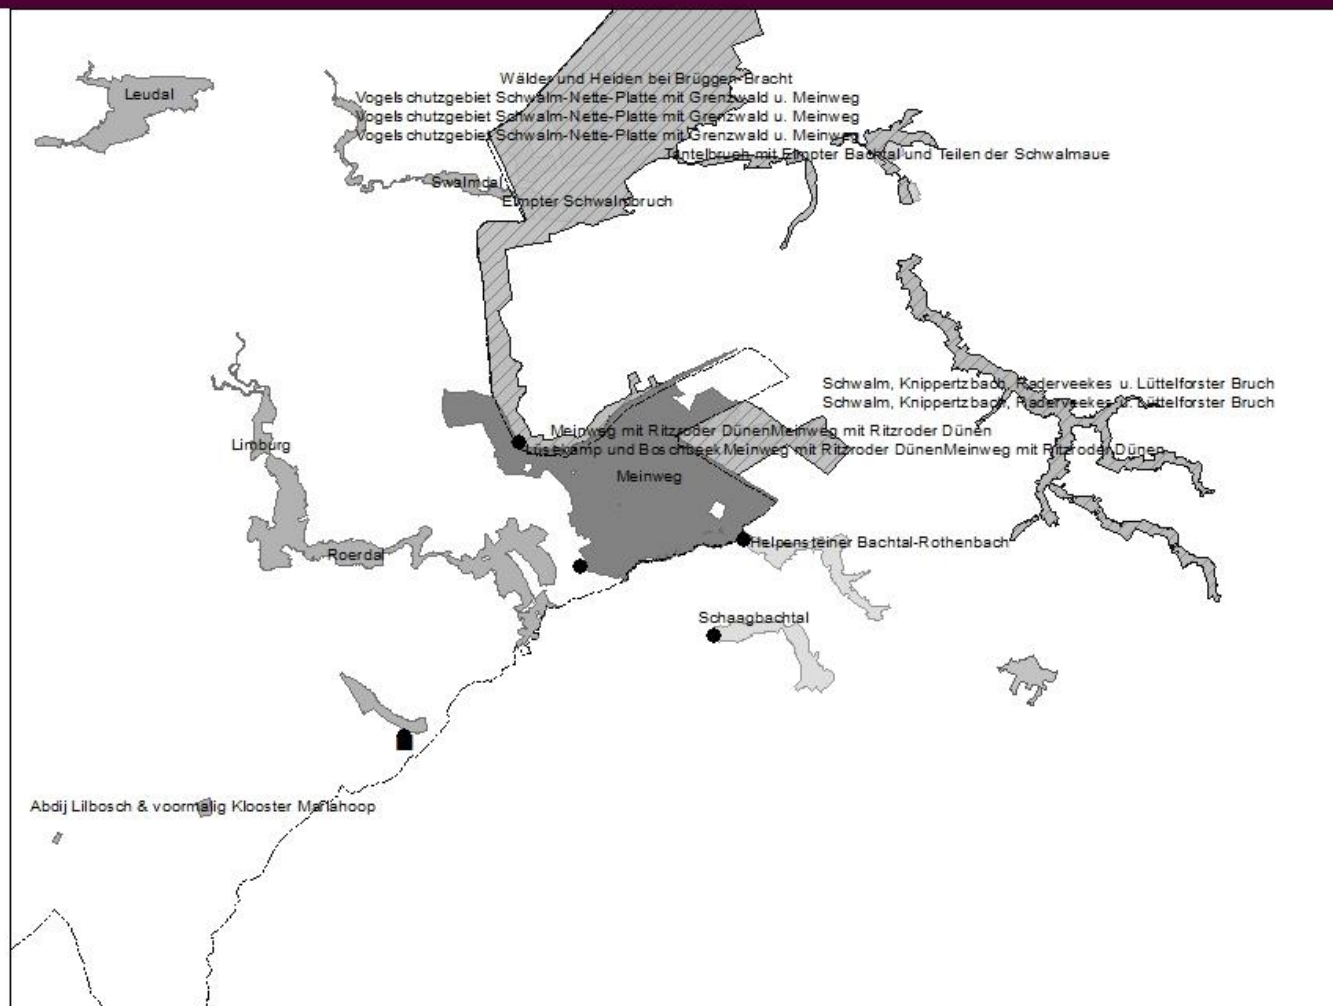 Wälder und Heiden bei Brüggen-Bracht
Leudal
Vogelschutzgebiet Schwalm-Nette-Platte mit Grenzwald u. Meinweg
Vogelschutzgebiet Schwalm-Nette-Platte mit Grenzwald u. Meinweg
Vogelschutzgebiet Schwalm-Nette-Platte mit Grenzwald u. Meinweg
Tantelbruch mit Elmpter Bachtal und Teilen der Schwalmaue
Swalmdal
Elmpter Schwalmbruch
Schwalm, Knippertzbach, Raderveekes u. Lüttelforster Bruch
Schwalm, Knippertzbach, Raderveekes u. Lüttelforster Bruch
Meinweg mit Ritzroder DünenMeinweg mit Ritzroder Dünen
Limburg
Lüsekamp und BoschbeekMeinweg mit Ritzroder DünenMeinweg mit Ritzroder Dünen
Meinweg
Helpensteiner Bachtal-Rothenbach
Roerdal
Schaagbachtal
Abdij Lilbosch & voormalig Klooster Mariahoop